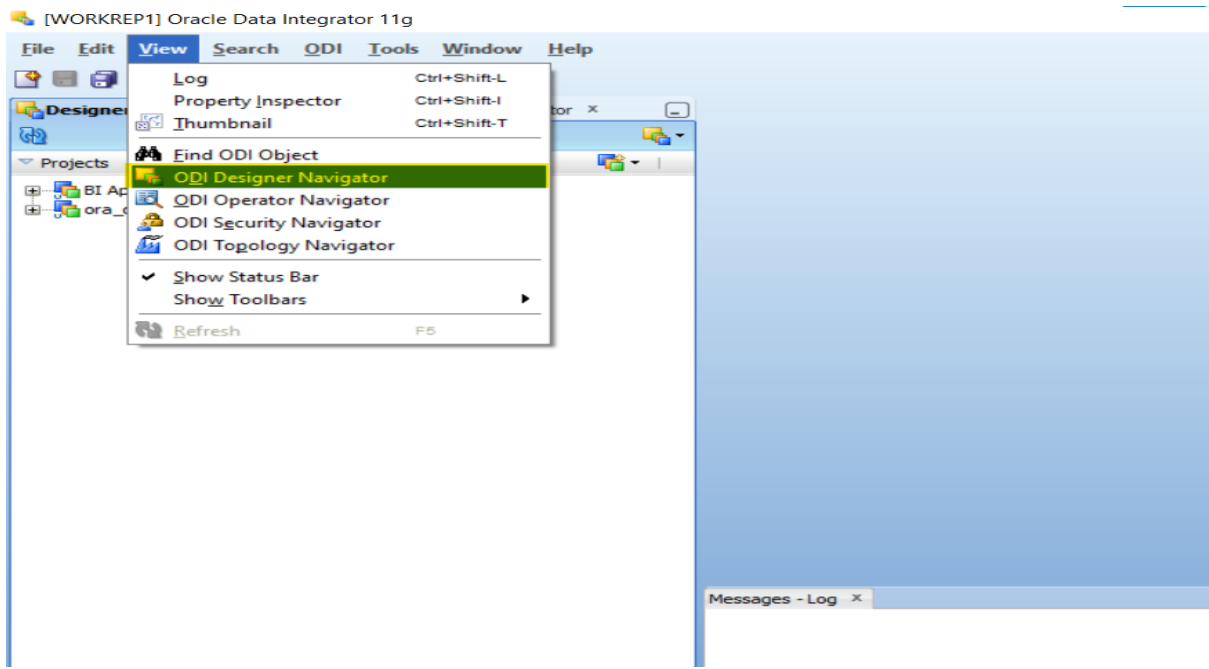 [WORKREP1] Oracle Data Integrator 11g
File Edit View Search ODI Tools Window Help
Log Ctrl+Shift-L
Property Inspector Ctrl+Shift-I
Designer tor ×
Thumbnail Ctrl+Shift-T
Find ODI Object
Projects
ODI Designer Navigator
BI Ap
ODI Operator Navigator
ora_
ODI Security Navigator
ODI Topology Navigator
Show Status Bar
Show Toolbars
Refresh F5
Messages - Log ×